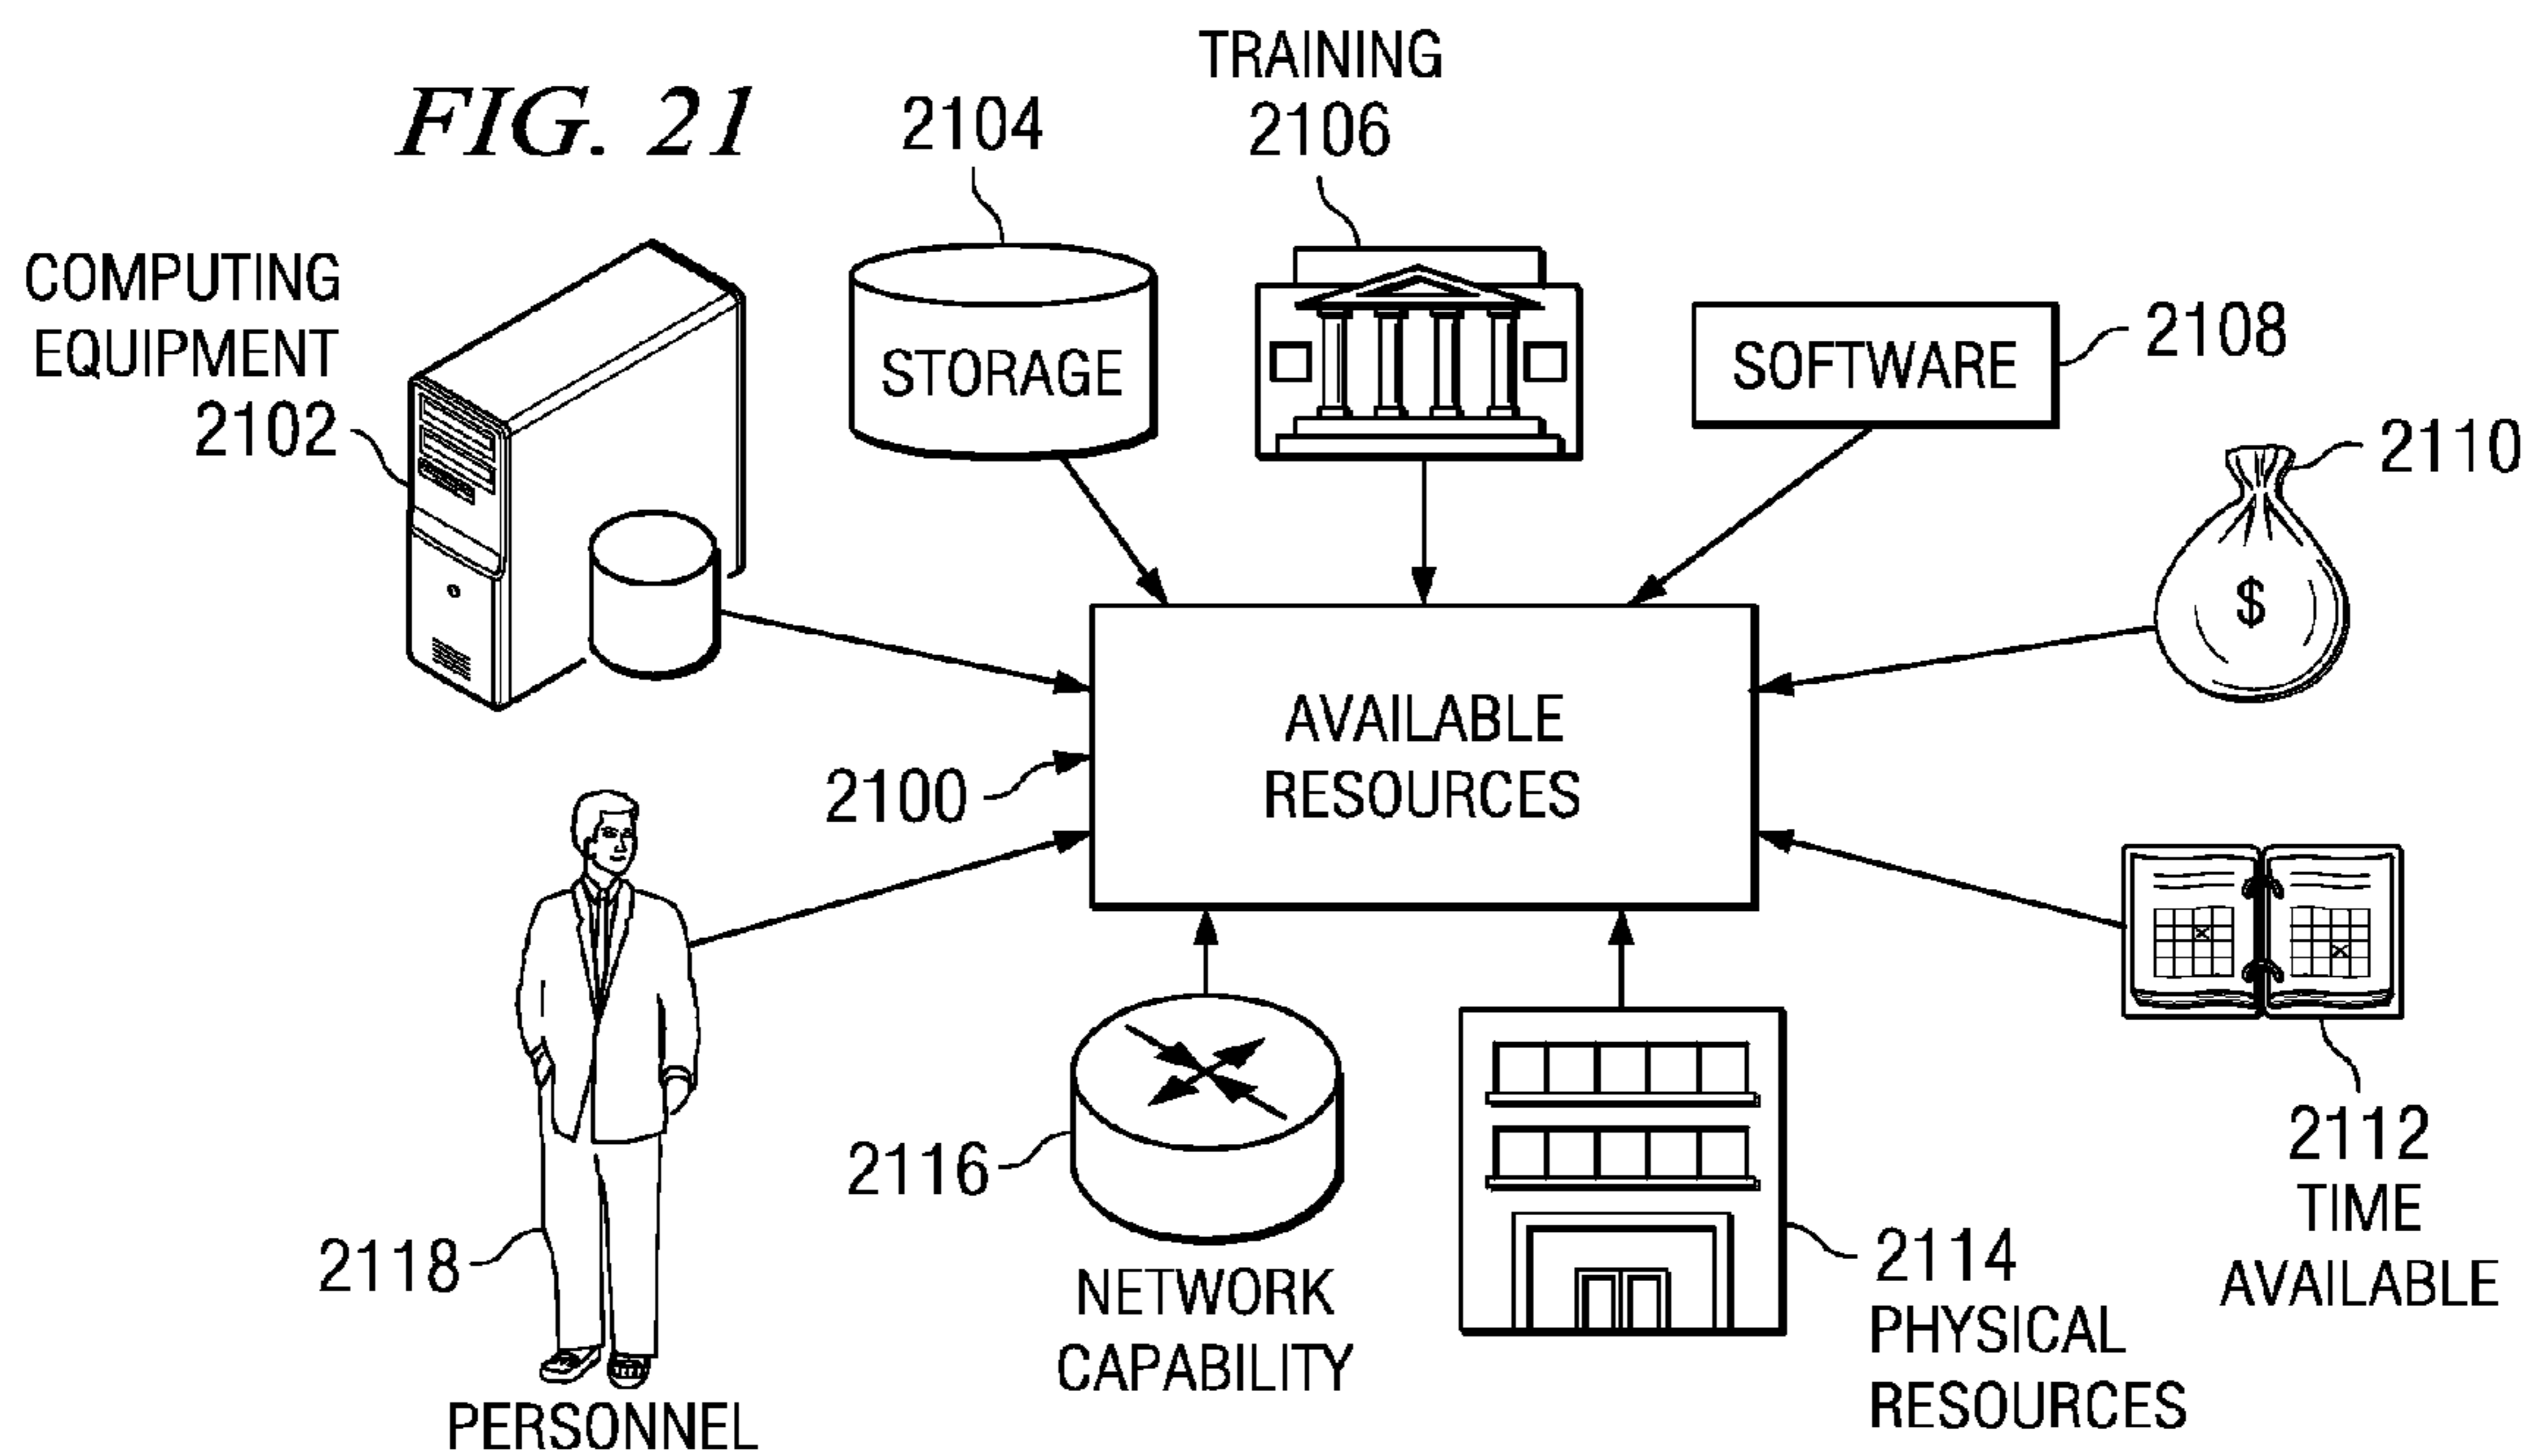 FIG. 21
TRAINING
2106
2104
COMPUTING
EQUIPMENT
2102
STORAGE
SOFTWARE
2108
2110
$
AVAILABLE
RESOURCES
2100
2112
TIME
AVAILABLE
2116
NETWORK
CAPABILITY
2114
PHYSICAL
RESOURCES
2118
PERSONNEL